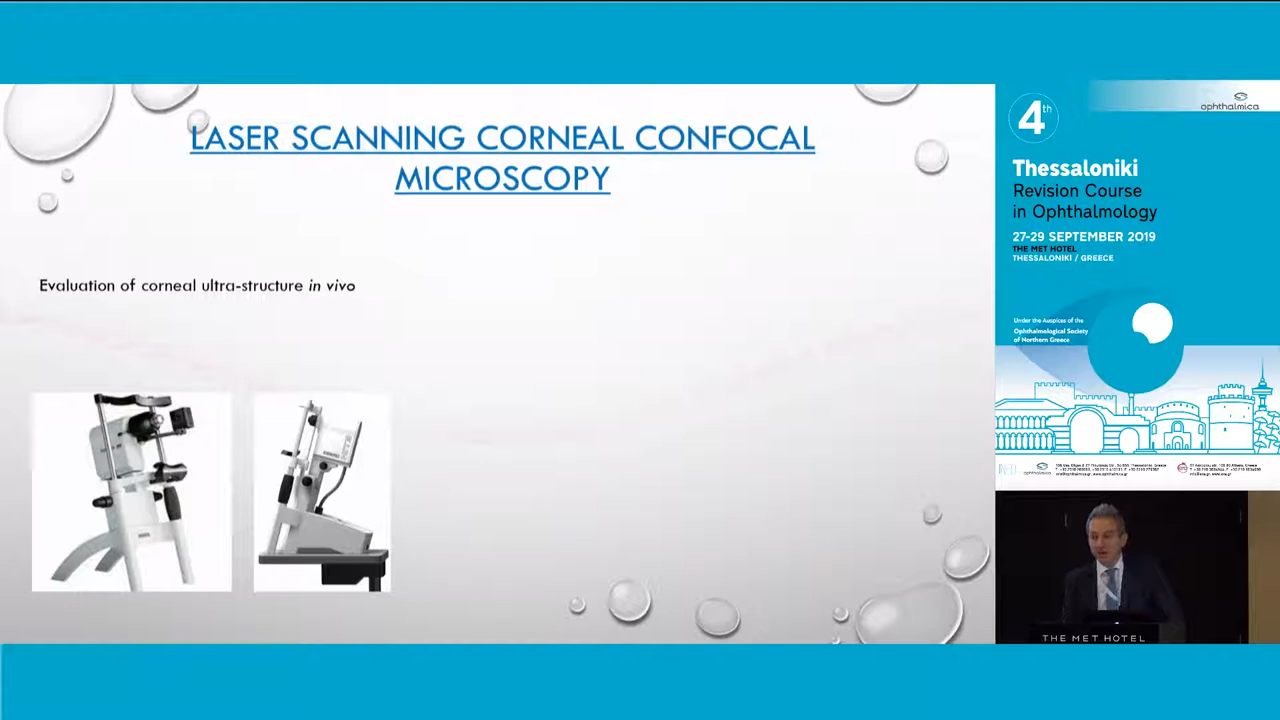 LASER SCANNING CORNEAL CONFOCAL
MICROSCOPY
Evaluation of corneal ultra-structure in vivo
ophthalmica
4th
Thessaloniki
Revision Course
in Ophthalmology
27-29 SEPTEMBER 2019
THE MET HOTEL
THESSALONIKI / GREECE
Under the Auspices of the
Ophthalmological Society
of Northern Greece
THE MET HOTEL